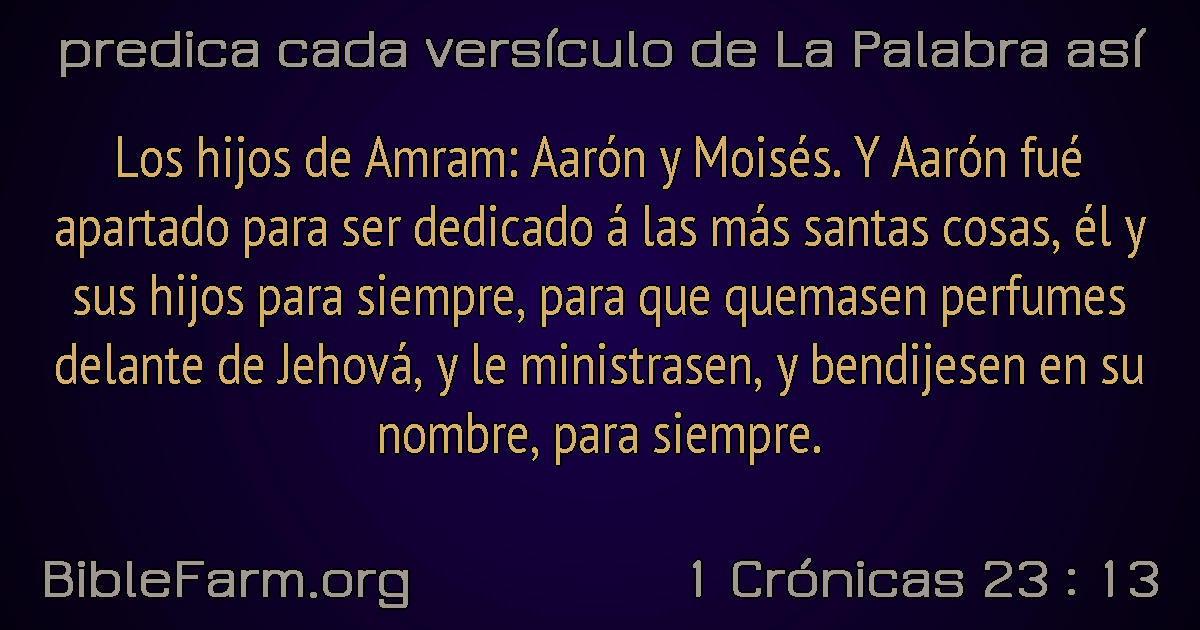 predica cada versículo de La Palabra así
Los hijos de Amram: Aarón y Moisés. Y Aarón fué
apartado para ser dedicado á las más santas cosas, él y
sus hijos para siempre, para que quemasen perfumes
delante de Jehová, y le ministrasen, y bendijesen en su
nombre, para siempre.
BibleFarm.org
1 Crónicas 23 : 13